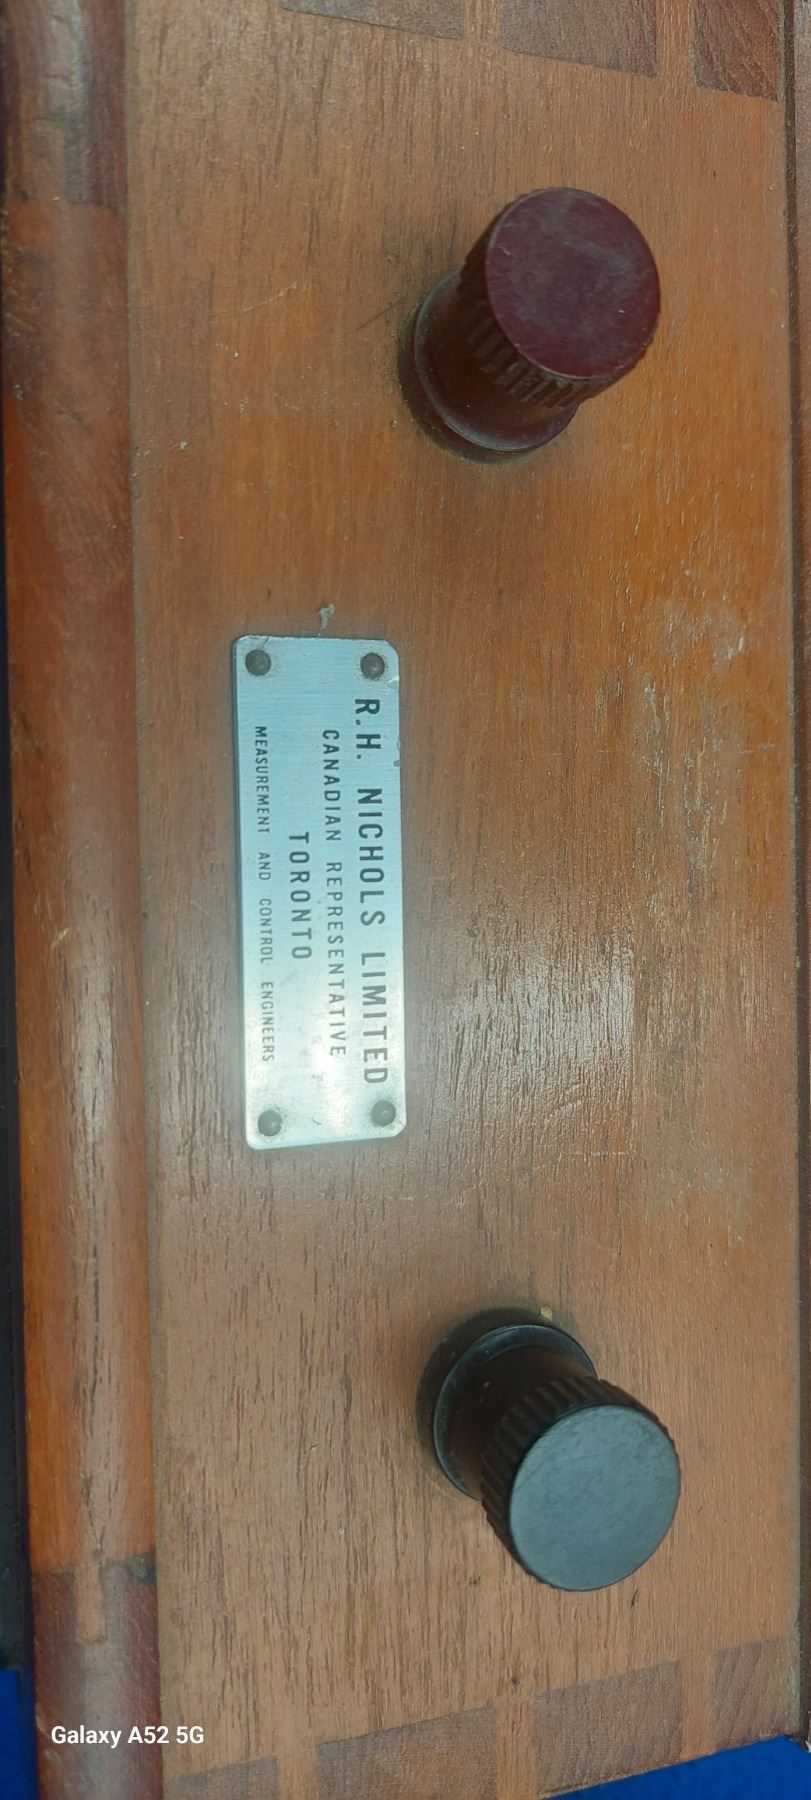 R.H. NICHOLS LIMITED
CANADIAN REPRESENTATIVE
TORONTO
MEASUREMENT AND CONTROL ENGINEERS
Galaxy A52 5G